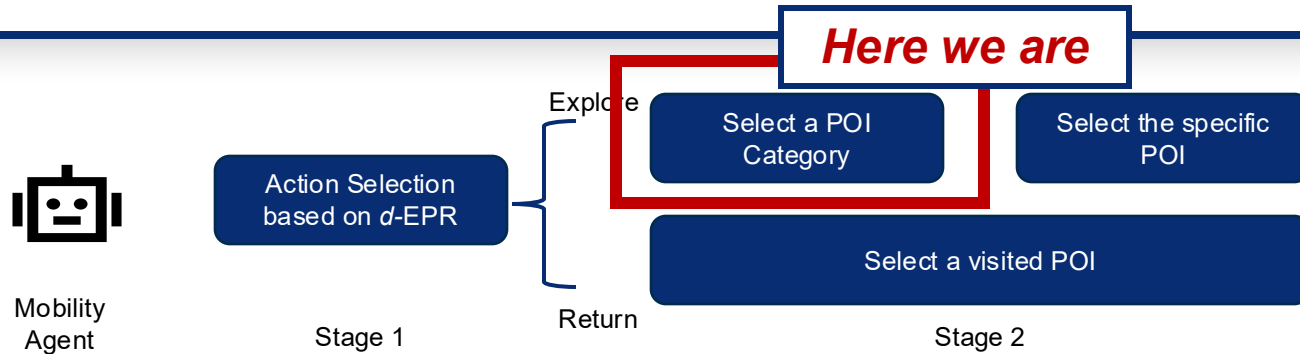 Here we are
Explore
Select a POI
Category
Select the specific
POI
Action Selection
based on d-EPR
Select a visited POI
Mobility
Agent
Return
Stage 1
Stage 2